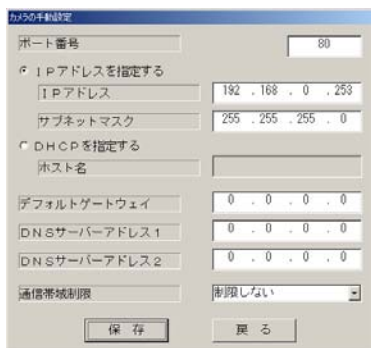 カメラの手動設定
ポート番号 80
IPアドレスを指定する
IPアドレス 192 . 168 . 0 . 253
サブネットマスク 255 . 255 . 255 . 0
DHCPを指定する
ホスト名
デフォルトゲートウェイ 0 . 0 . 0 . 0
DNSサーバーアドレス1 0 . 0 . 0 . 0
DNSサーバーアドレス2 0 . 0 . 0 . 0
通信帯域制限 制限しない
保 存 戻 る